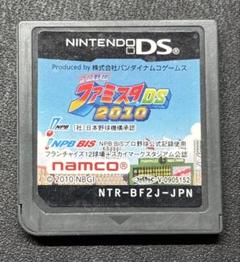 NINTENDO DS
Produced by 株式会社バンダイナムコゲームス
プロ野球
ファミスタDS
2010
NPB (社)日本野球機構承認
NPB BIS NPB BISプロ野球公式記録使用
フランチャイズ12球場+スカイマークスタジアム公認
namco
© 2010 NBGI
Y-0905152
NTR-BF2J-JPN